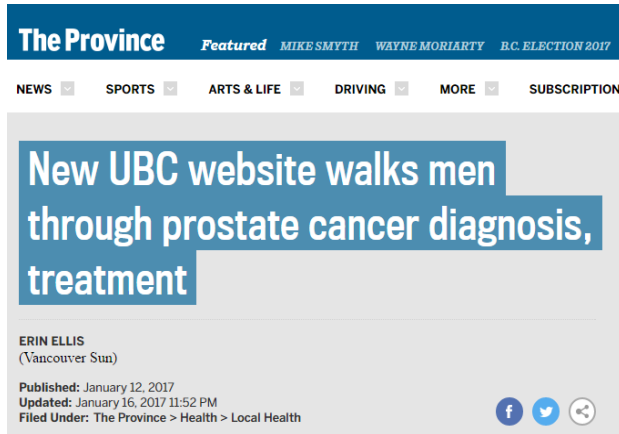 The Province Featured MIKE SMYTH WAYNE MORIARTY B.C. ELECTION 2017
NEWS SPORTS ARTS & LIFE DRIVING MORE SUBSCRIPTION
New UBC website walks men
through prostate cancer diagnosis,
treatment
ERIN ELLIS
(Vancouver Sun)
Published: January 12, 2017
Updated: January 16, 2017 11:52 PM
Filed Under: The Province > Health > Local Health